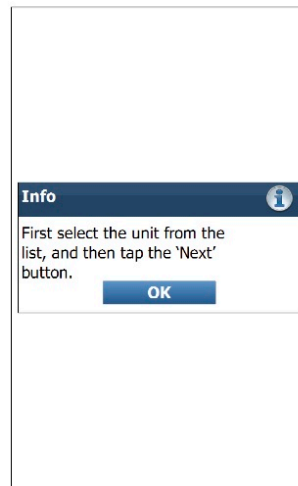 Info
First select the unit from the
list, and then tap the ‘Next’
button.
OK